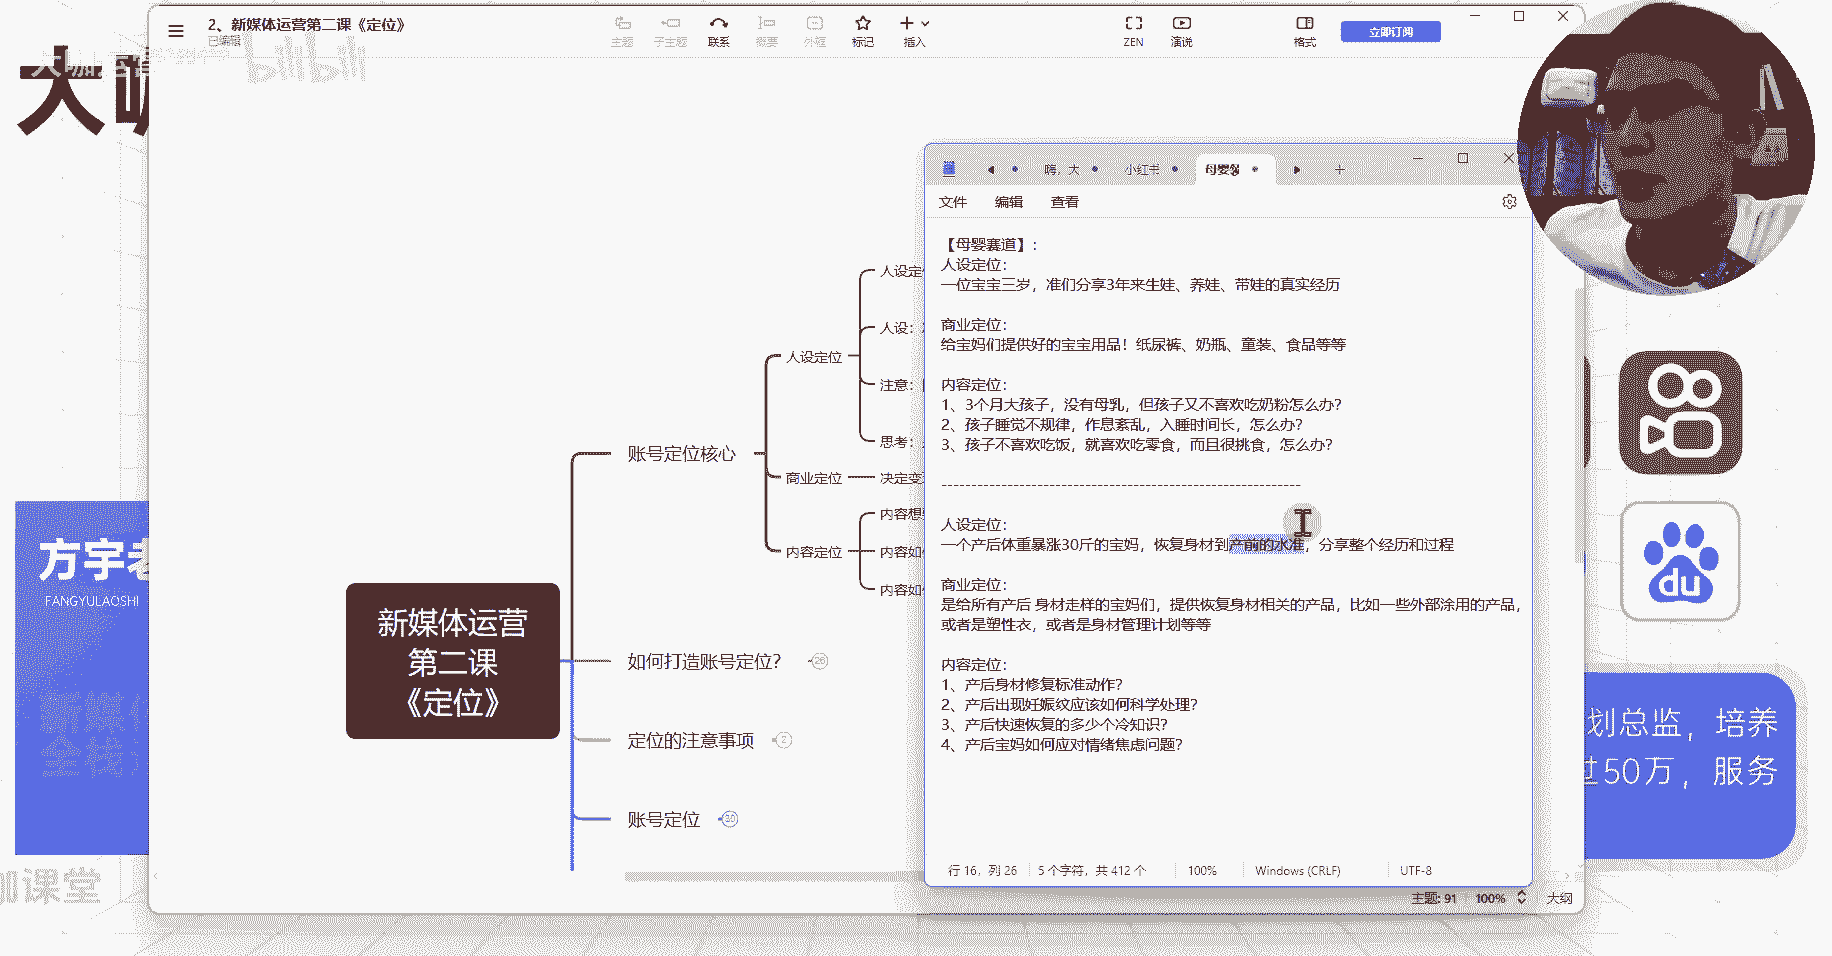 2、新媒体运营第二课《定位》
已编辑
主题
子主题
联系
概要
外框
标记
插入
ZEN
演说
格式
立即订阅
bilibili
大咖
新媒体运营
第二课
《定位》
账号定位核心
人设定
人设：
注意：
思考：
人设定位
商业定位
决定变
内容定位
内容想
内容如
内容如
如何打造账号定位？
26
定位的注意事项
2
账号定位
30
嗨，大
小红书
母婴
文件
编辑
查看
【母婴赛道】：
人设定位：
一位宝宝三岁，准们分享3年来生娃、养娃、带娃的真实经历
商业定位：
给宝妈们提供好的宝宝用品！纸尿裤、奶瓶、童装、食品等等
内容定位：
1、3个月大孩子，没有母乳，但孩子又不喜欢吃奶粉怎么办？
2、孩子睡觉不规律，作息紊乱，入睡时间长，怎么办？
3、孩子不喜欢吃饭，就喜欢吃零食，而且很挑食，怎么办？
------------------------------------------------------------
人设定位：
一个产后体重暴涨30斤的宝妈，恢复身材到产前的水准，分享整个经历和过程
商业定位：
是给所有产后 身材走样的宝妈们，提供恢复身材相关的产品，比如一些外部涂用的产品，
或者是塑性衣，或者是身材管理计划等等
内容定位：
1、产后身材修复标准动作？
2、产后出现妊娠纹应该如何科学处理？
3、产后快速恢复的多少个冷知识？
4、产后宝妈如何应对情绪焦虑问题？
行 16，列 26
5 个字符，共 412 个
100%
Windows (CRLF)
UTF-8
主题: 91
100%
大纲
方宇老
FANGYULAOSHI
划总监，培养
过50万，服务
du
咖课堂